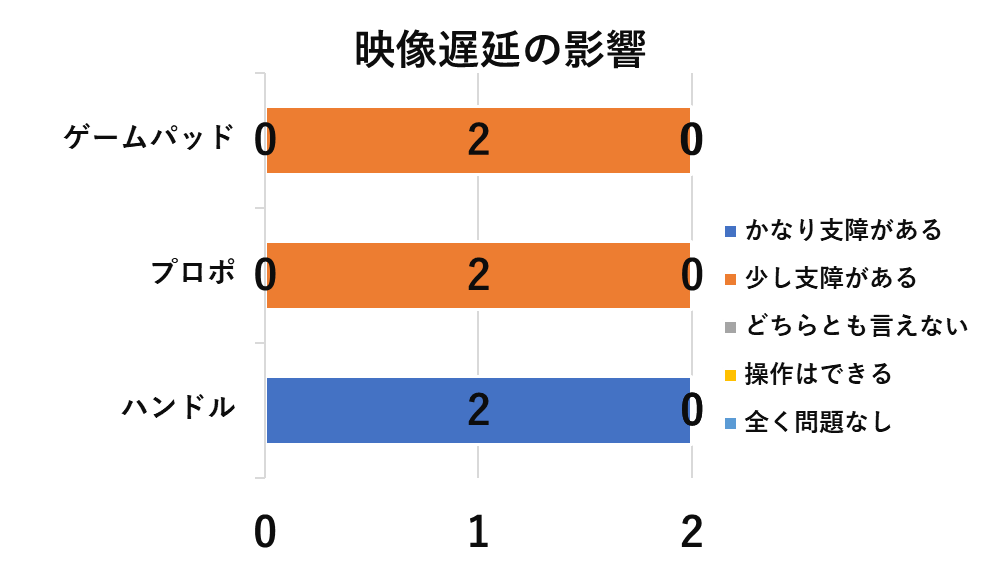 映像遅延の影響
ゲームパッド
0 2 0
プロポ
0 2 0
ハンドル
2 0
0 1 2
かなり支障がある
少し支障がある
どちらとも言えない
操作はできる
全く問題なし